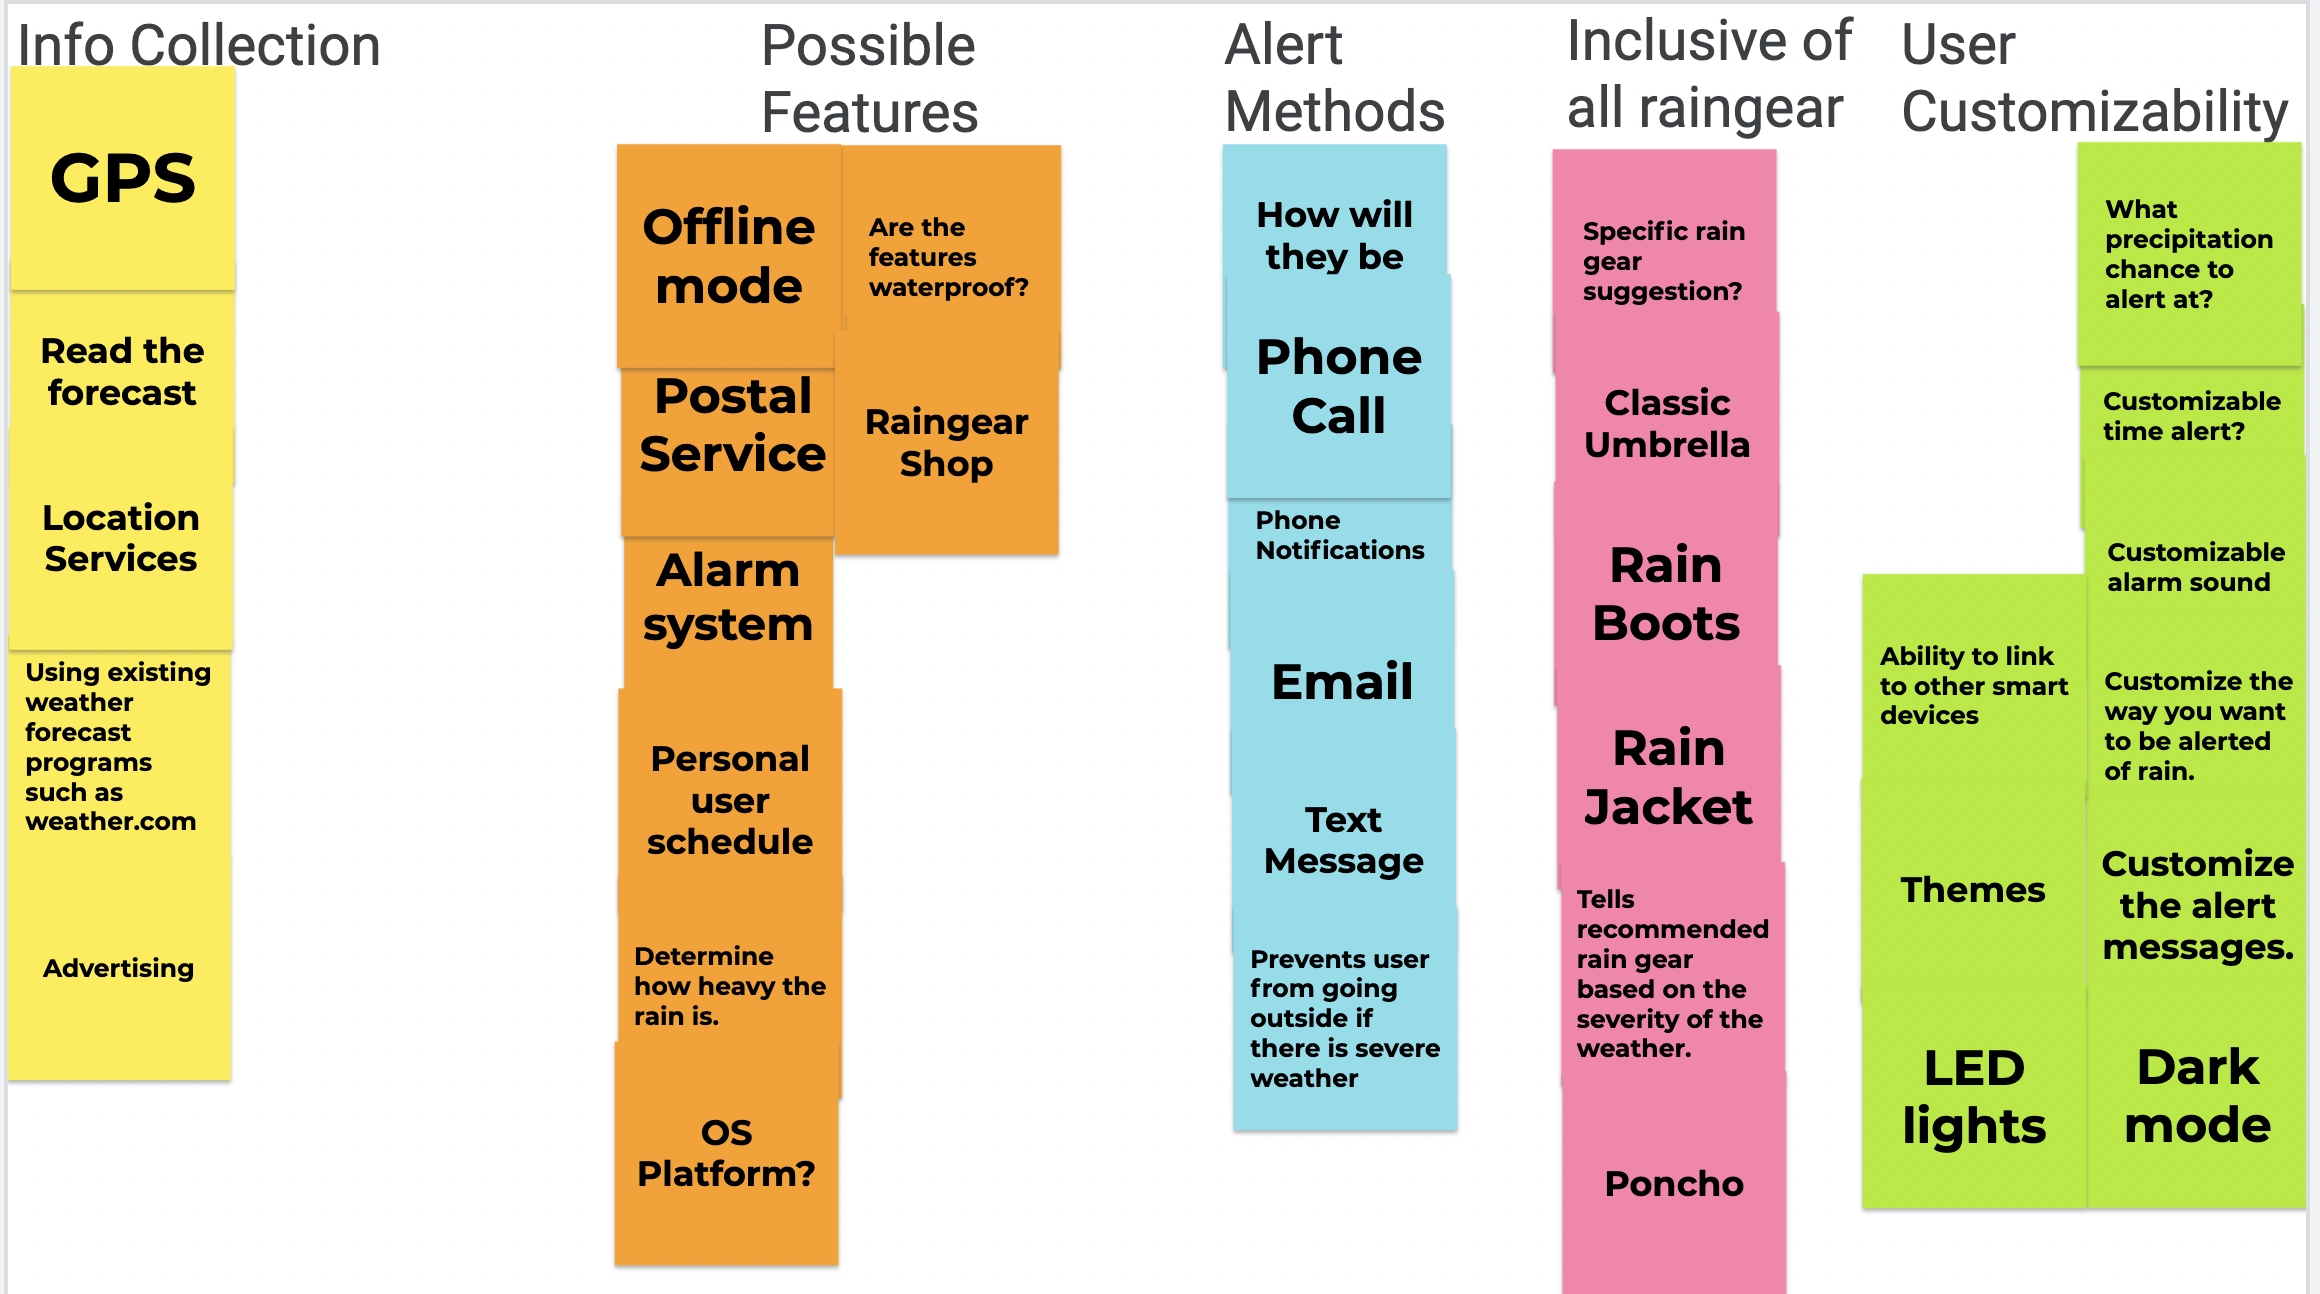 Info Collection
GPS
Read the
forecast
Location
Services
Using existing
weather
forecast
programs
such as
weather.com
Advertising
Possible
Features
Offline
mode
Postal
Service
Alarm
system
Personal
user
schedule
Determine
how heavy the
rain is.
OS
Platform?
Are the
features
waterproof?
Raingear
Shop
Alert
Methods
How will
they be
Phone
Call
Phone
Notifications
Email
Text
Message
Prevents user
from going
outside if
there is severe
weather
Inclusive of
all raingear
Specific rain
gear
suggestion?
Classic
Umbrella
Rain
Boots
Rain
Jacket
Tells
recommended
rain gear
based on the
severity of the
weather.
Poncho
User
Customizability
What
precipitation
chance to
alert at?
Customizable
time alert?
Customizable
alarm sound
Customize the
way you want
to be alerted
of rain.
Customize
the alert
messages.
Dark
mode
Ability to link
to other smart
devices
Themes
LED
lights